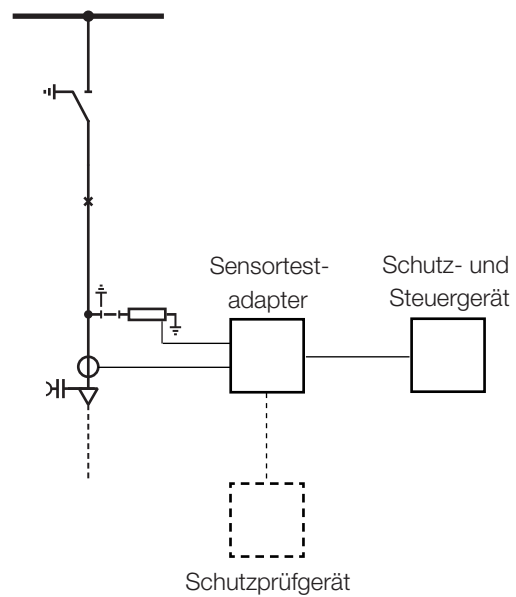 Sensortest-
adapter
Schutz- und
Steuergerät
Schutzprüfgerät